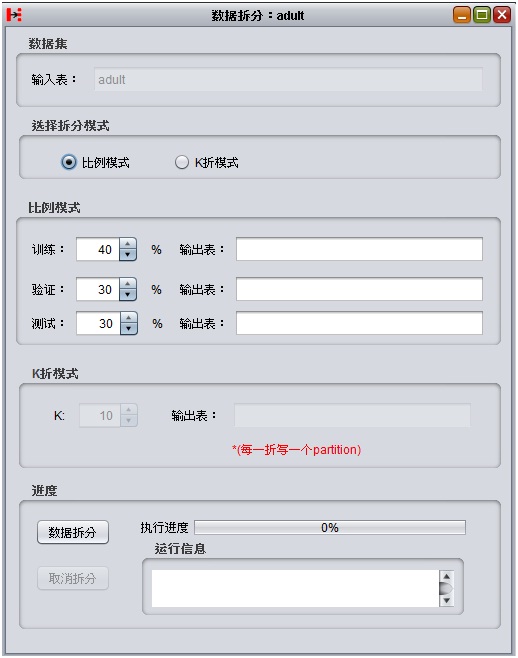 数据拆分：adult
数据集
输入表： adult
选择拆分模式
比例模式 K折模式
比例模式
训练： 40 % 输出表：
验证： 30 % 输出表：
测试： 30 % 输出表：
K折模式
K: 10 输出表：
*(每一折写一个partition)
进度
数据拆分 执行进度 0%
运行信息
取消拆分